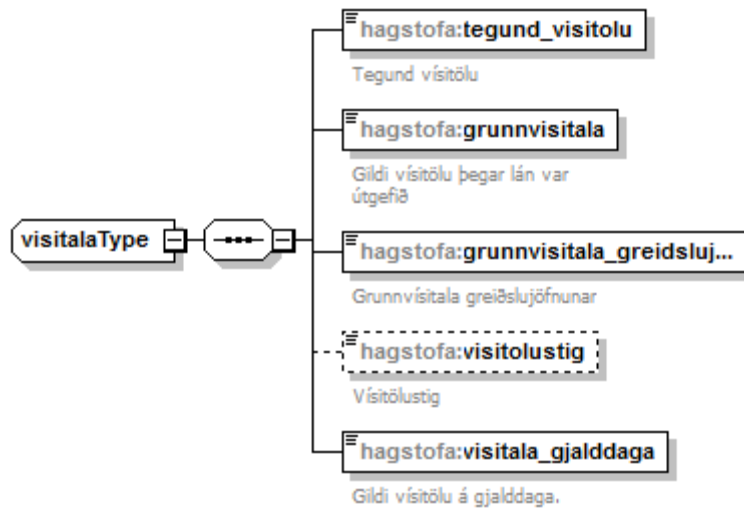 hagstofa:tegund_visitolu
Tegund vísitölu
hagstofa:grunnvisitala
Gildi vísitölu þegar lán var
útgefið
visitalaType
hagstofa:grunnvisitala_greidsluj...
Grunnvísitala greiðslujöfnunar
hagstofa:visitolustig
Vísitölustig
hagstofa:visitala_gjalddaga
Gildi vísitölu á gjalddaga.